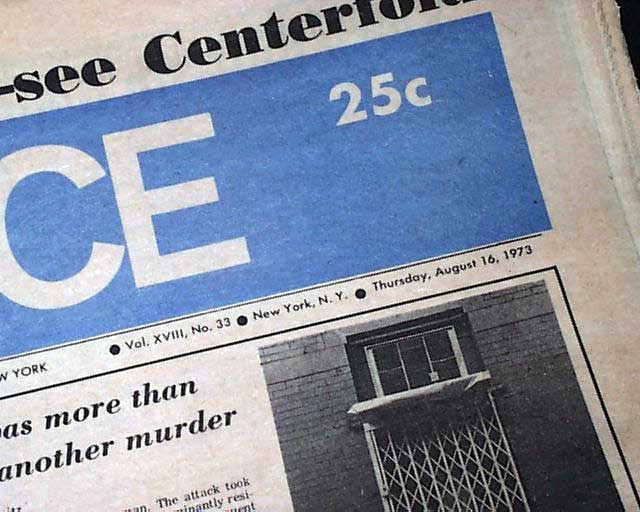 -see Centerfold
CE
25c
W YORK ● Vol. XVIII, No. 33 ● New York, N. Y. ● Thursday, August 16, 1973
was more than
another murder
The attack took